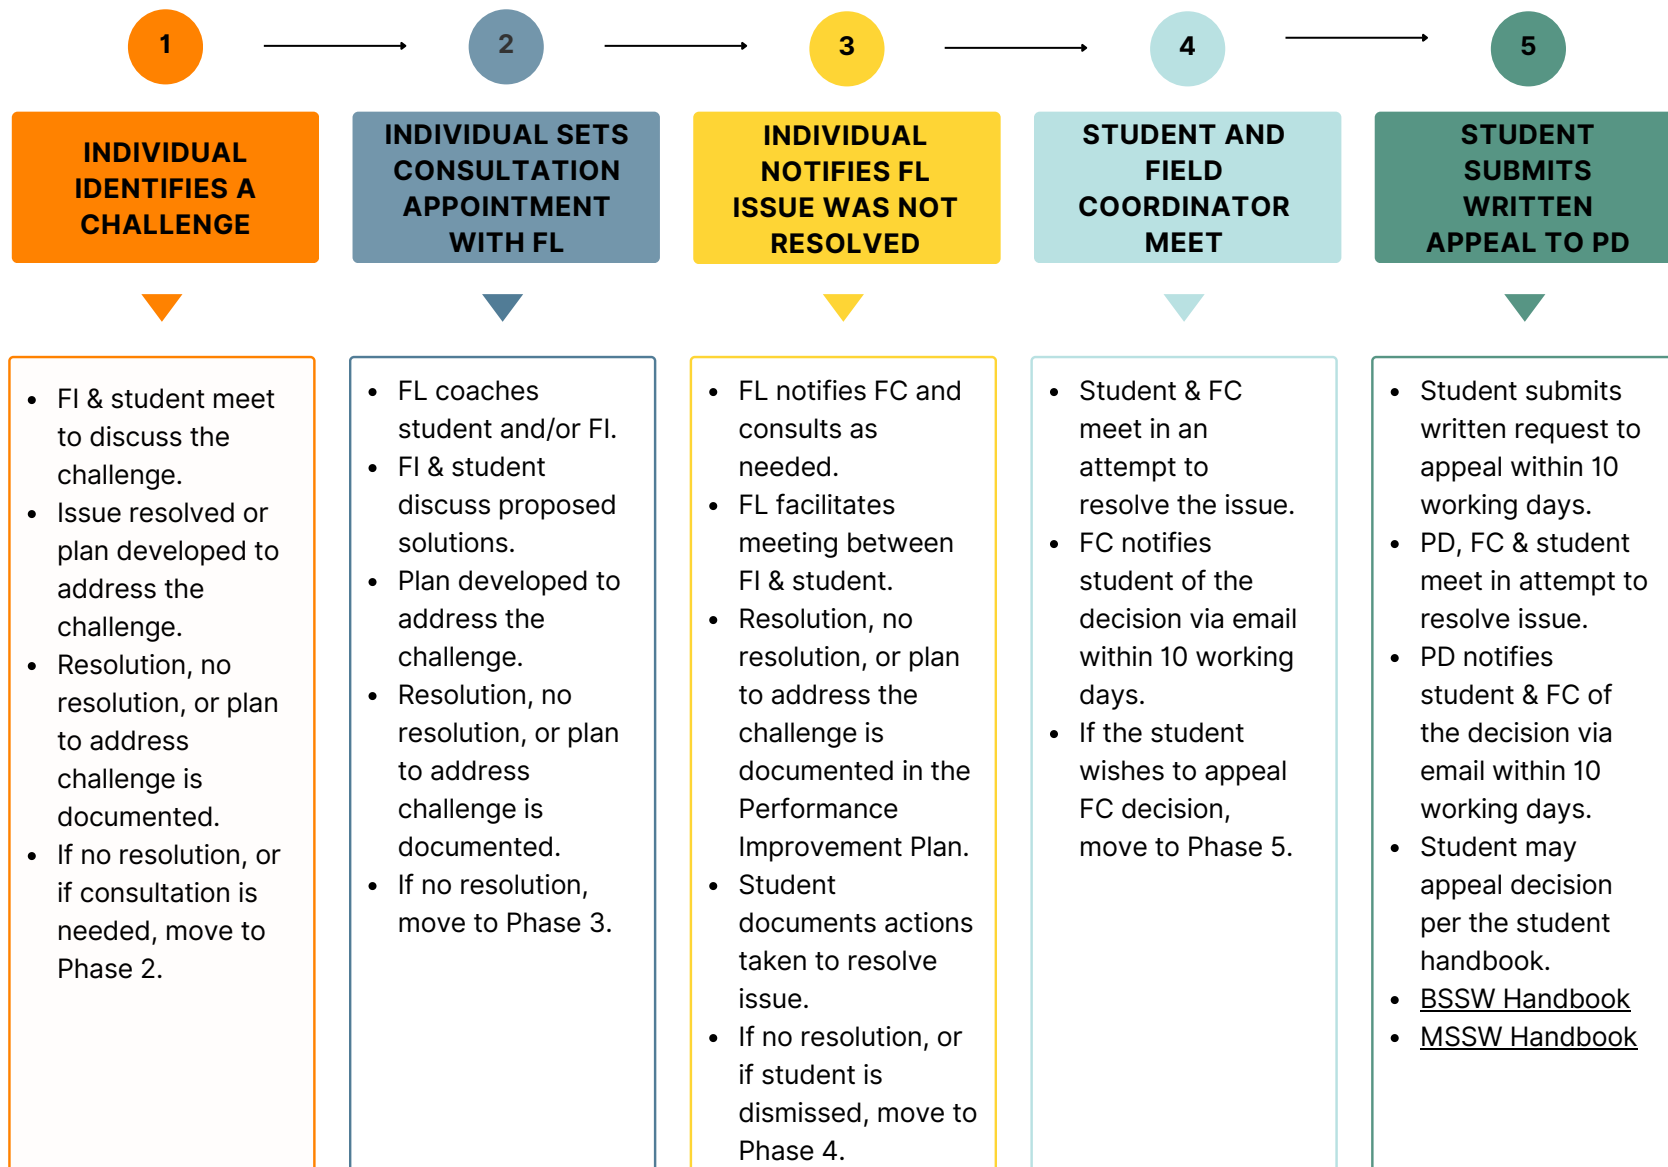 1
2
3
4
5
INDIVIDUAL
IDENTIFIES A
CHALLENGE
INDIVIDUAL SETS
CONSULTATION
APPOINTMENT
WITH FL
INDIVIDUAL
NOTIFIES FL
ISSUE WAS NOT
RESOLVED
STUDENT AND
FIELD
COORDINATOR
MEET
STUDENT
SUBMITS
WRITTEN
APPEAL TO PD
• FI & student meet
to discuss the
challenge.
• Issue resolved or
plan developed to
address the
challenge.
• Resolution, no
resolution, or plan
to address
challenge is
documented.
• If no resolution, or
if consultation is
needed, move to
Phase 2.
• FL coaches
student and/or FI.
• FI & student
discuss proposed
solutions.
• Plan developed to
address the
challenge.
• Resolution, no
resolution, or plan
to address
challenge is
documented.
• If no resolution,
move to Phase 3.
• FL notifies FC and
consults as
needed.
• FL facilitates
meeting between
FI & student.
• Resolution, no
resolution, or plan
to address the
challenge is
documented in the
Performance
Improvement Plan.
• Student
documents actions
taken to resolve
issue.
• If no resolution, or
if student is
dismissed, move to
Phase 4.
• Student & FC
meet in an
attempt to
resolve the issue.
• FC notifies
student of the
decision via email
within 10 working
days.
• If the student
wishes to appeal
FC decision,
move to Phase 5.
• Student submits
written request to
appeal within 10
working days.
• PD, FC & student
meet in attempt to
resolve issue.
• PD notifies
student & FC of
the decision via
email within 10
working days.
• Student may
appeal decision
per the student
handbook.
• BSSW Handbook
• MSSW Handbook